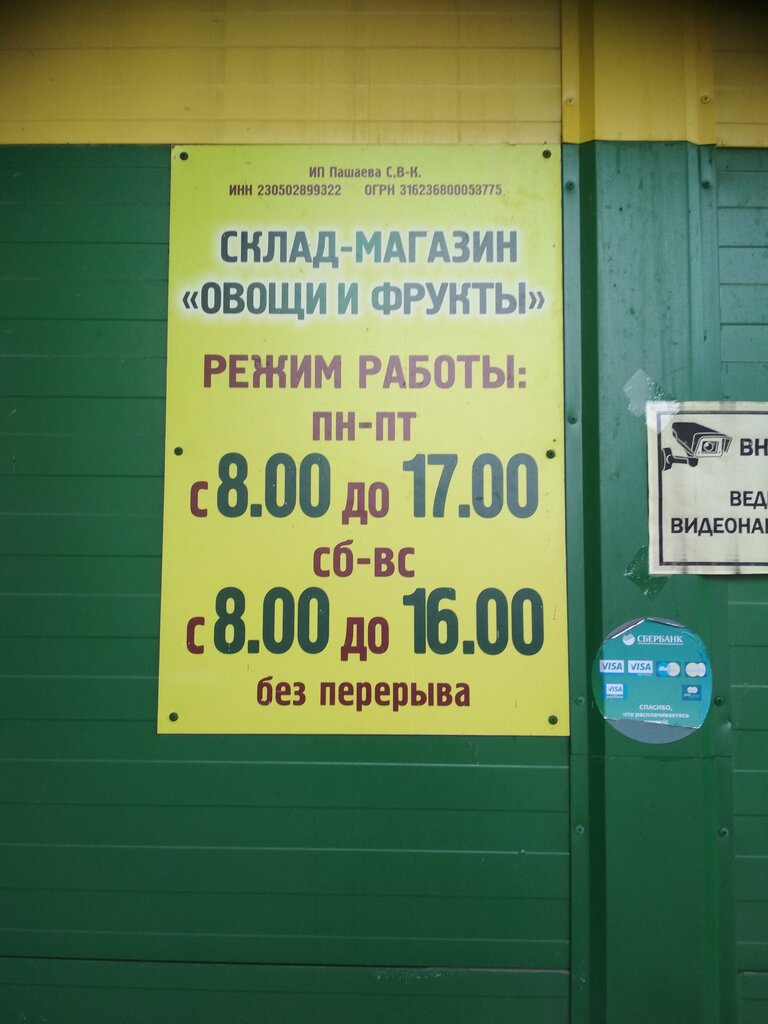 ИП Пашаева С.В-К.
ИНН 230502899322 ОГРН 316236800053775
СКЛАД-МАГАЗИН
«ОВОЩИ И ФРУКТЫ»
РЕЖИМ РАБОТЫ:
пн-пт
с 8.00 до 17.00
сб-вс
с 8.00 до 16.00
без перерыва
ВН
ВЕД
ВИДЕОНА
СБЕРБАНК
VISA VISA
VISA
СПАСИБО,
что расплачиваетесь